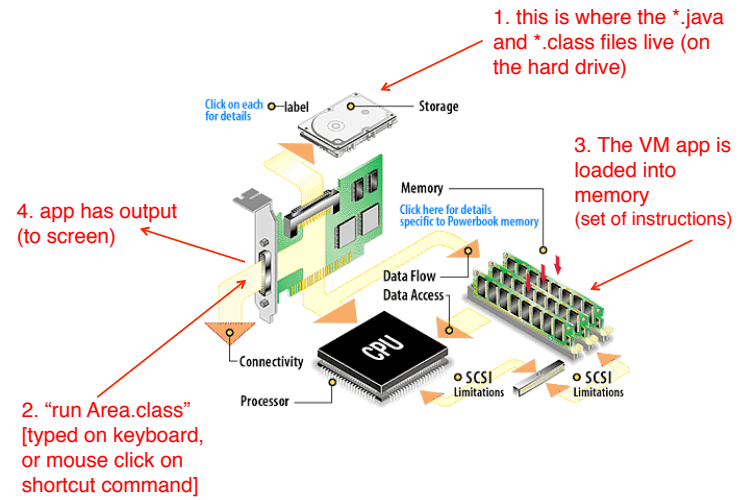 1. this is where the *.java
and *.class files live (on
the hard drive)
Click on each
for details
label
Storage
3. The VM app is
loaded into
memory
(set of instructions)
Memory
Click here for details
specific to Powerbook memory
4. app has output
(to screen)
Data Flow
Data Access
CPU
Connectivity
Processor
SCSI
Limitations
SCSI
Limitations
2. “run Area.class”
[typed on keyboard,
or mouse click on
shortcut command]